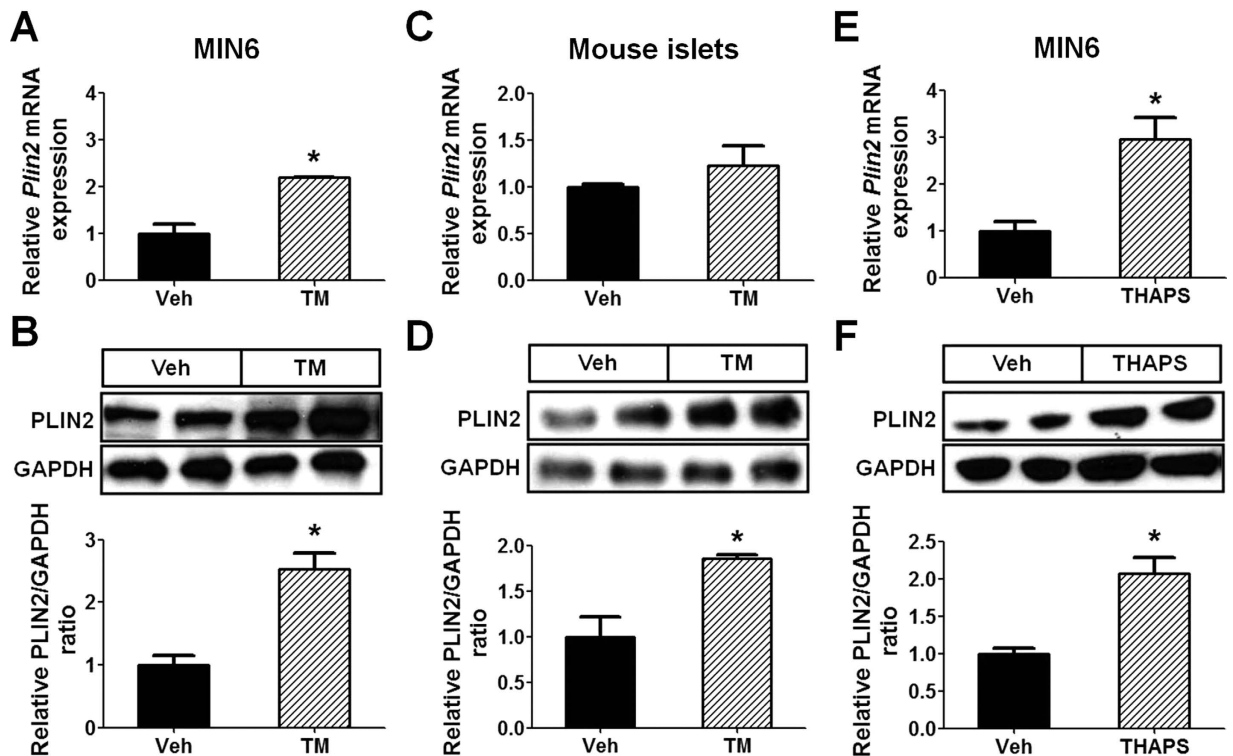 A
MIN6
Relative Plin2 mRNA
expression
4
3
2
1
0
*
Veh
TM
C
Mouse islets
Relative Plin2 mRNA
expression
2.0
1.5
1.0
0.5
0.0
Veh
TM
E
MIN6
Relative Plin2 mRNA
expression
4
3
2
1
0
*
Veh
THAPS
B
Veh
TM
PLIN2
GAPDH
Relative PLIN2/GAPDH
ratio
3
2
1
0
*
Veh
TM
D
Veh
TM
PLIN2
GAPDH
Relative PLIN2/GAPDH
ratio
2.0
1.5
1.0
0.5
0.0
*
Veh
TM
F
Veh
THAPS
PLIN2
GAPDH
Relative PLIN2/GAPDH
ratio
2.5
2.0
1.5
1.0
0.5
0.0
*
Veh
THAPS